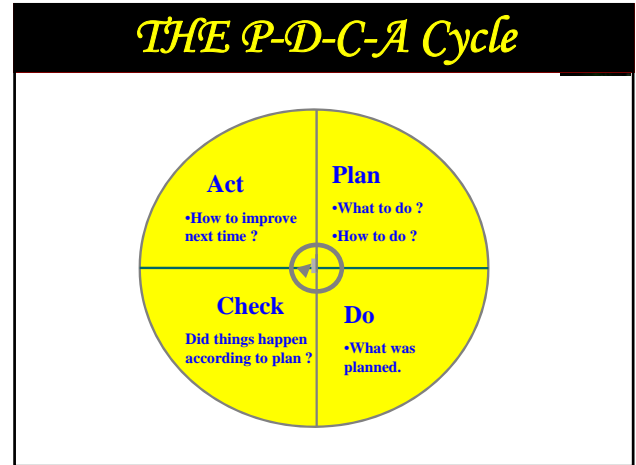 THE P-D-C-A Cycle
Plan
•What to do ?
•How to do ?
Do
•What was
planned.
Check
Did things happen
according to plan ?
Act
•How to improve
next time ?